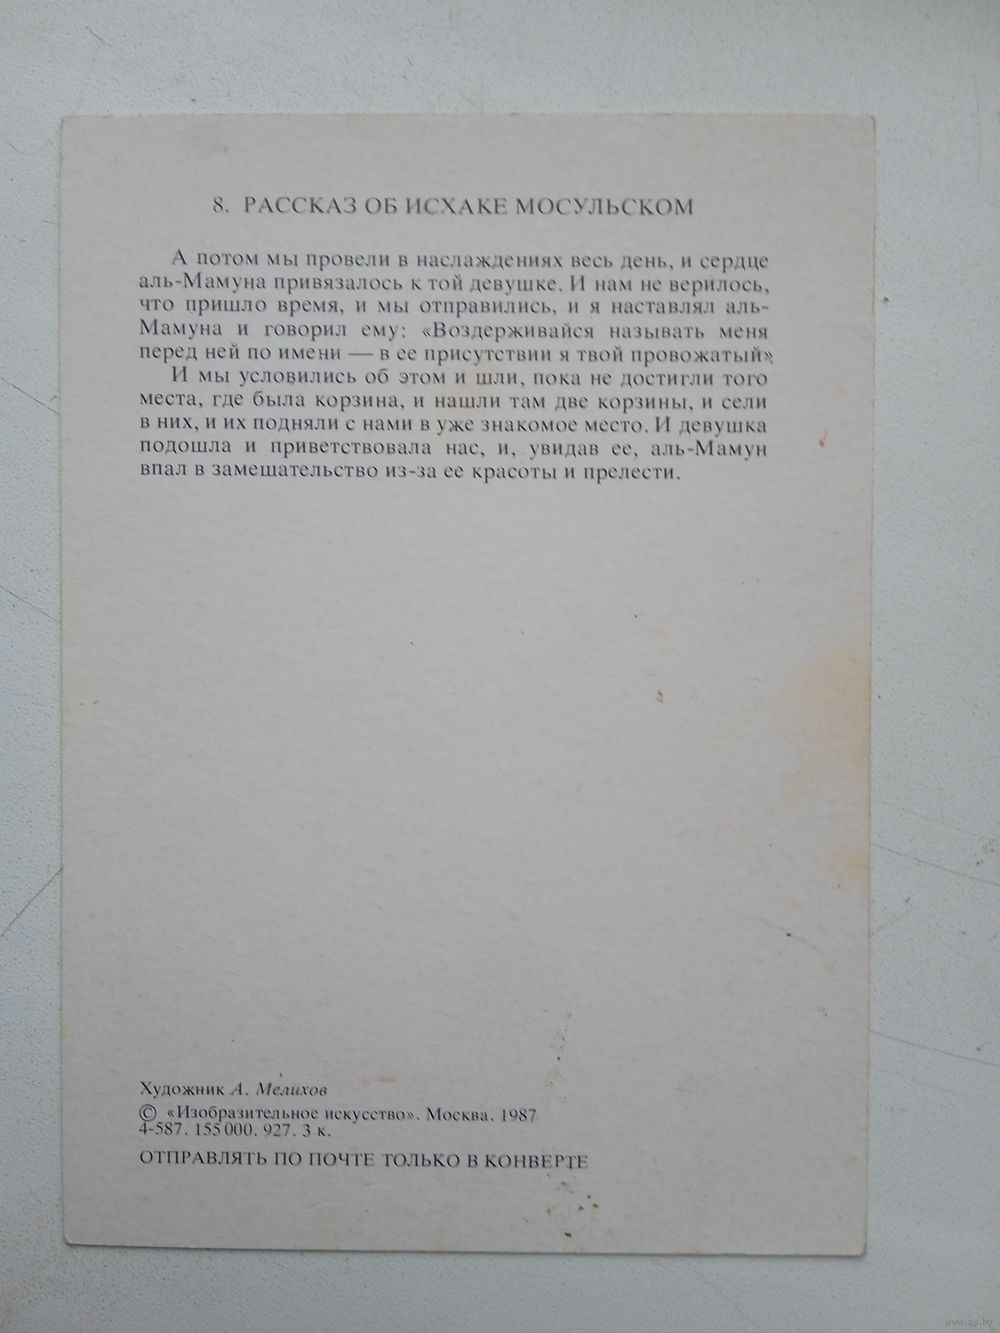 8. РАССКАЗ ОБ ИСХАКЕ МОСУЛЬСКОМ
А потом мы провели в наслаждениях весь день, и сердце
аль-Мамуна привязалось к той девушке. И нам не верилось,
что пришло время, и мы отправились, и я наставлял аль-
Мамуна и говорил ему: «Воздерживайся называть меня
перед ней по имени — в ее присутствии я твой провожатый».
И мы условились об этом и шли, пока не достигли того
места, где была корзина, и нашли там две корзины, и сели
в них, и их подняли с нами в уже знакомое место. И девушка
подошла и приветствовала нас, и, увидав ее, аль-Мамун
впал в замешательство из-за ее красоты и прелести.
Художник А. Мелихов
© «Изобразительное искусство». Москва. 1987
4-587. 155 000. 927. 3 к.
ОТПРАВЛЯТЬ ПО ПОЧТЕ ТОЛЬКО В КОНВЕРТЕ
www.ay.by